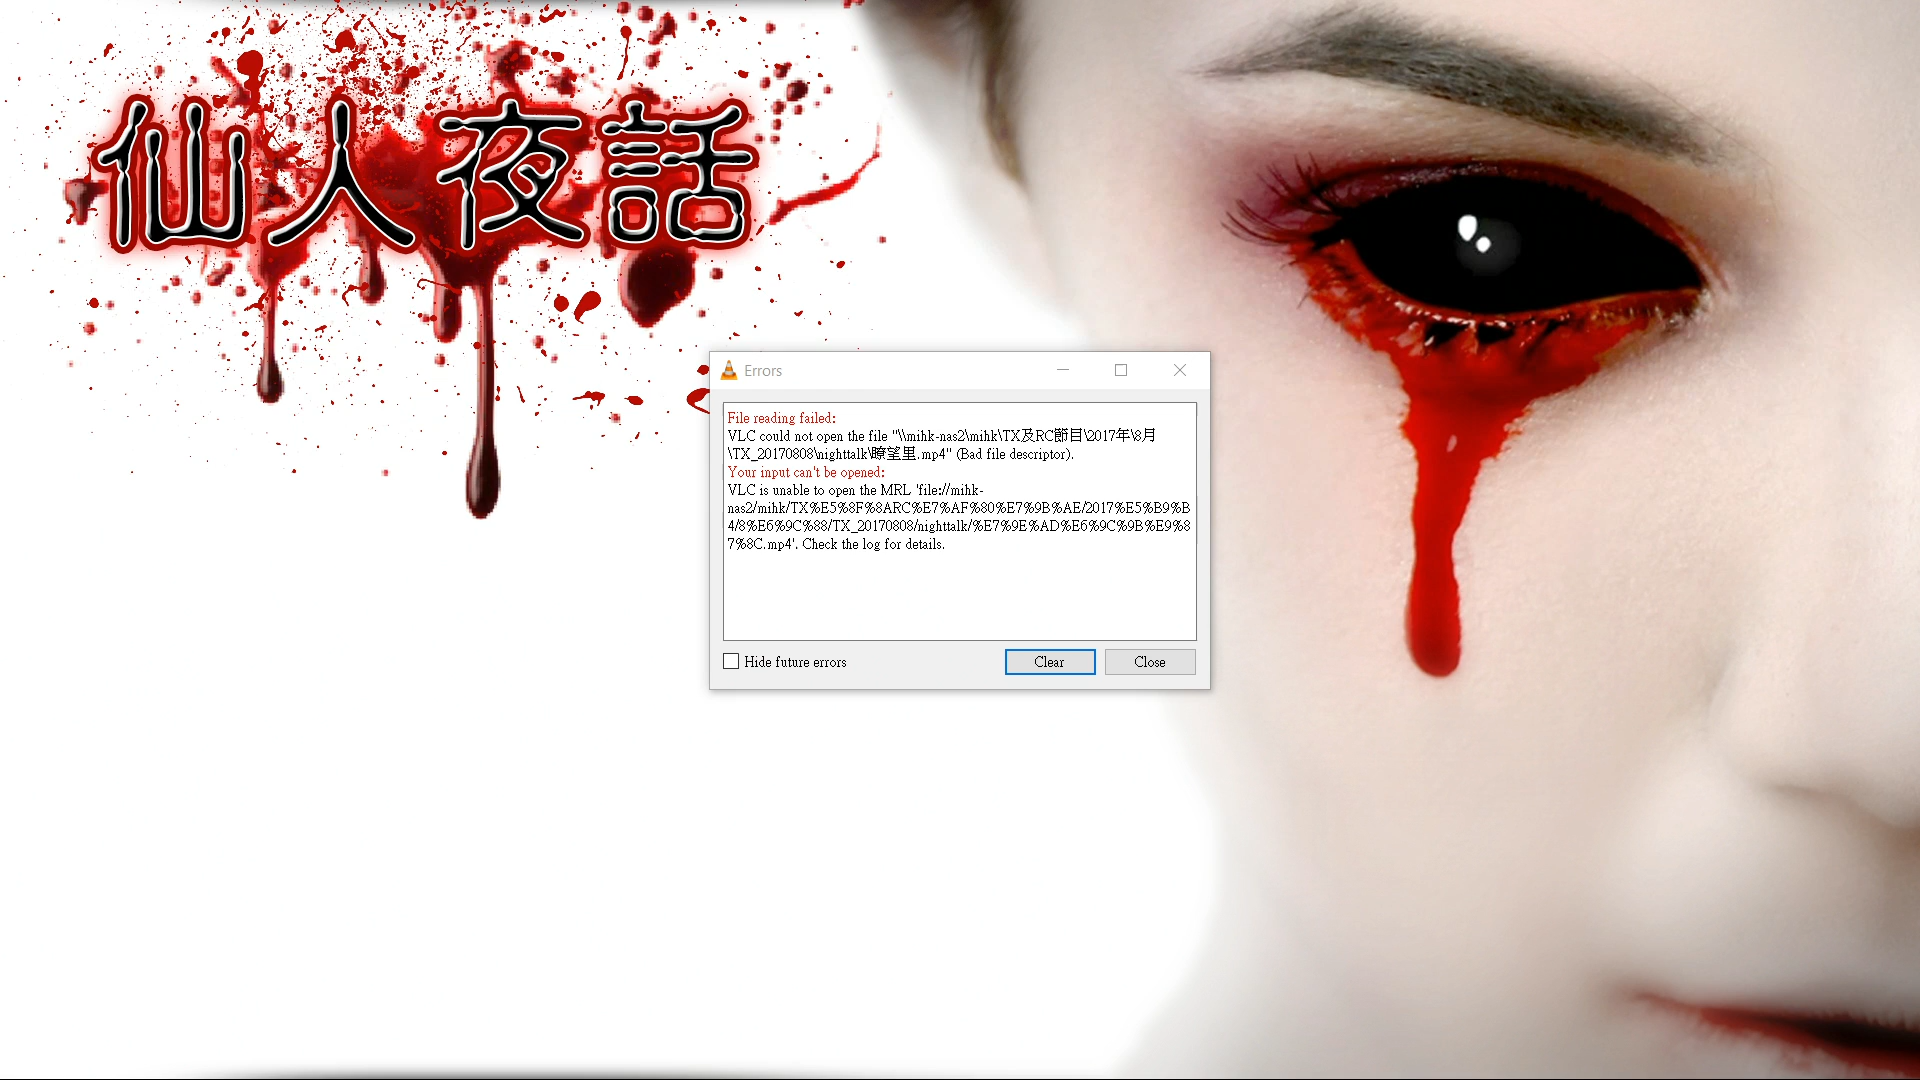 仙人夜話
Errors
File reading failed:
VLC could not open the file "\\mihk-nas2\mihk\TX及RC節目\2017年\8月
\TX_20170808\nighttalk\瞭望里.mp4" (Bad file descriptor).
Your input can't be opened:
VLC is unable to open the MRL 'file://mihk-
nas2/mihk/TX%E5%8F%8ARC%E7%AF%80%E7%9B%AE/2017%E5%B9%B
4/8%E6%9C%88/TX_20170808/nighttalk/%E7%9E%AD%E6%9C%9B%E9%8
7%8C.mp4'. Check the log for details.
Hide future errors
Clear
Close